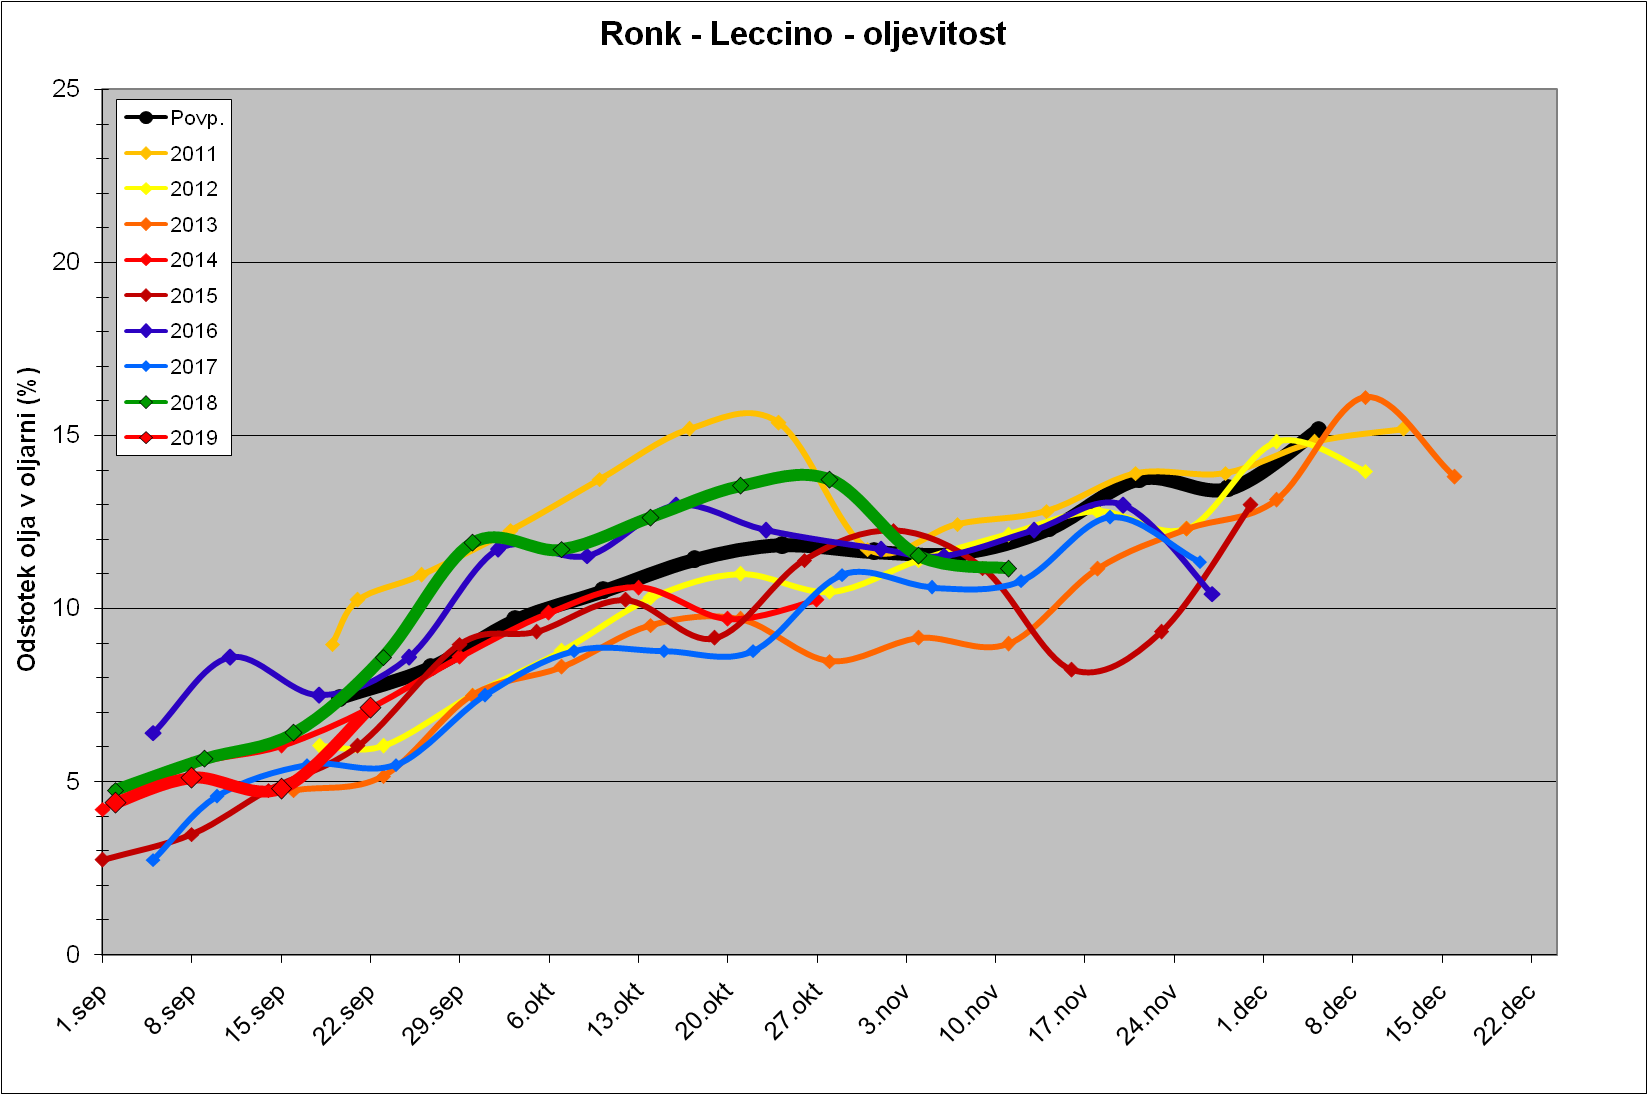 Ronk - Leccino - oljevitost
Odstotek olja v oljarni (%)
25
20
15
10
5
0
Povp.
2011
2012
2013
2014
2015
2016
2017
2018
2019
1.sep
8.sep
15.sep
22.sep
29.sep
6.okt
13.okt
20.okt
27.okt
3.nov
10.nov
17.nov
24.nov
1.dec
8.dec
15.dec
22.dec